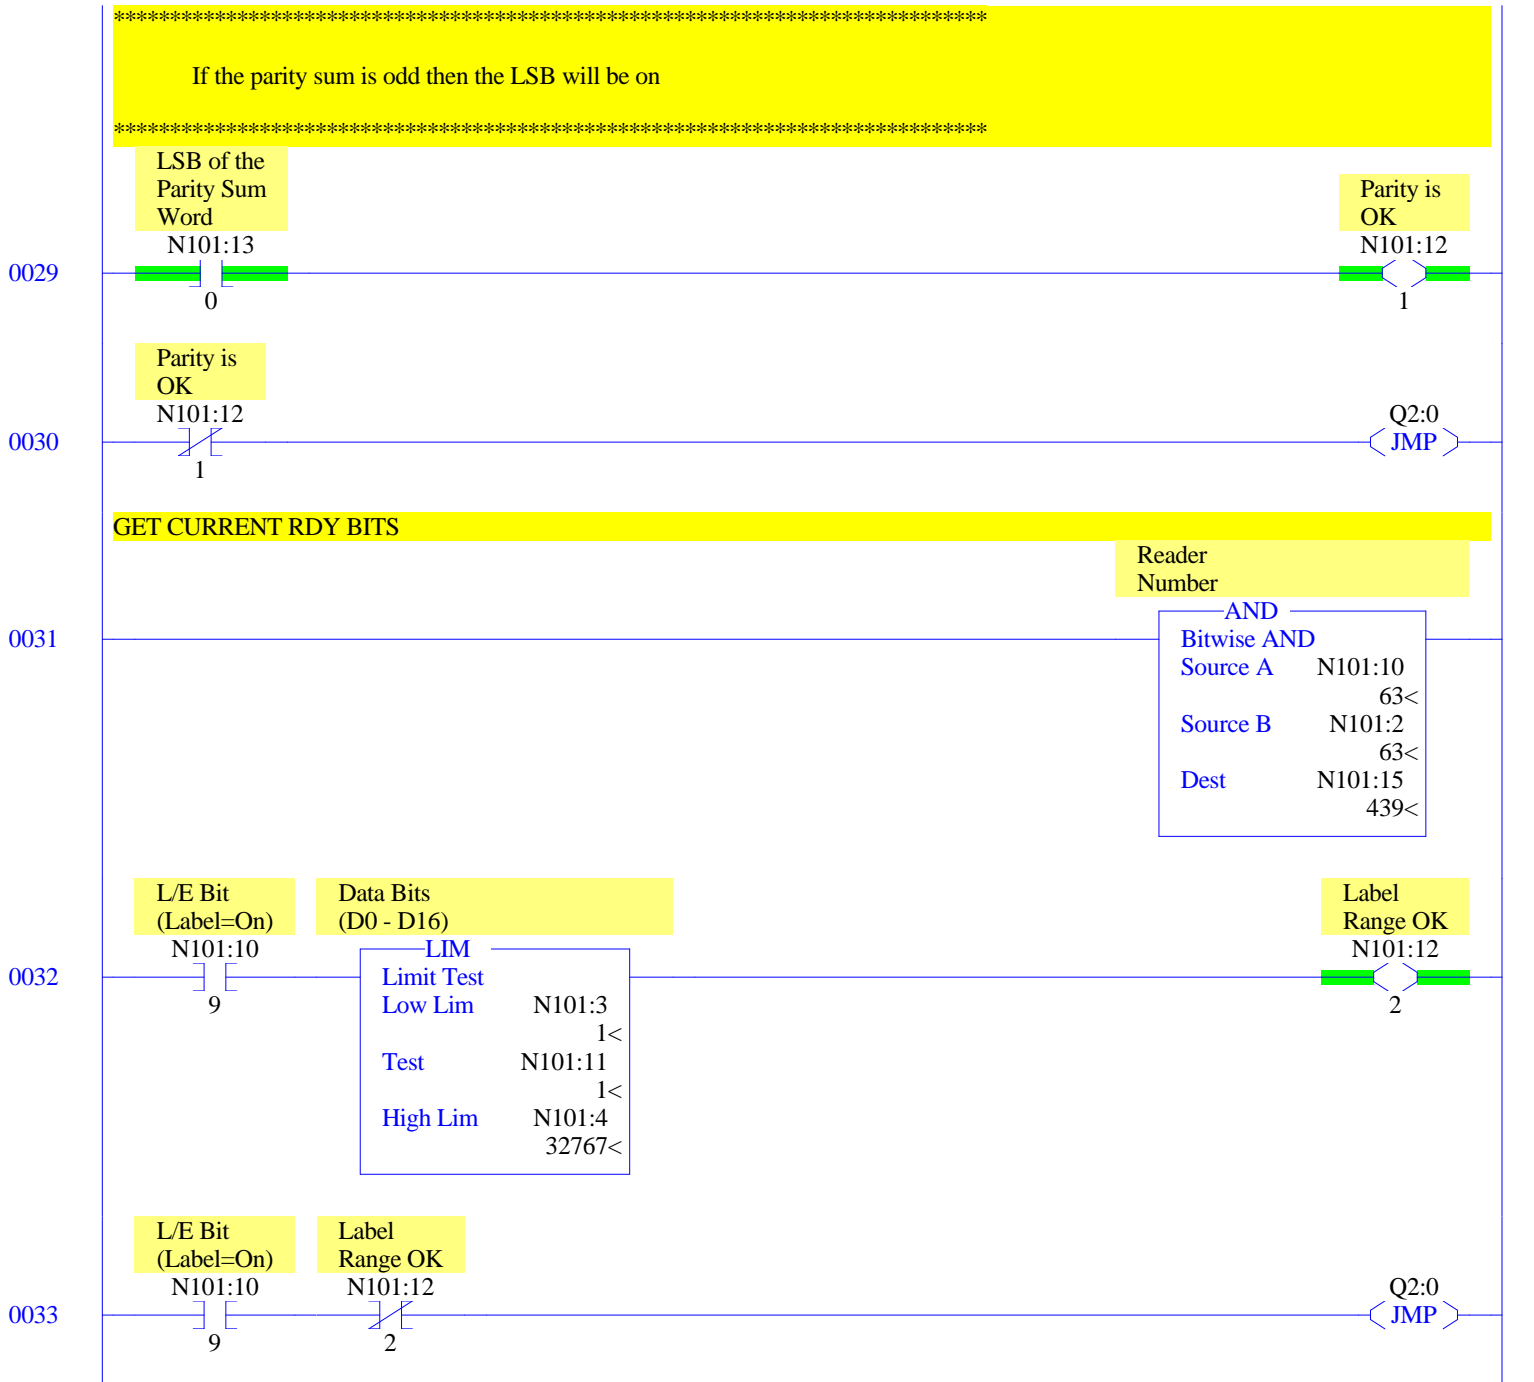 ******************************************************************************
If the parity sum is odd then the LSB will be on
******************************************************************************
LSB of the
Parity Sum
Word
N101:13
0
Parity is
OK
N101:12
1
0029
Parity is
OK
N101:12
1
Q2:0
JMP
0030
GET CURRENT RDY BITS
Reader
Number
0031
AND
Bitwise AND
Source A N101:10
63<
Source B N101:2
63<
Dest N101:15
439<
L/E Bit
(Label=On)
N101:10
9
Data Bits
(D0 - D16)
LIM
Limit Test
Low Lim N101:3
1<
Test N101:11
1<
High Lim N101:4
32767<
Label
Range OK
N101:12
2
0032
L/E Bit
(Label=On)
N101:10
9
Label
Range OK
N101:12
2
Q2:0
JMP
0033